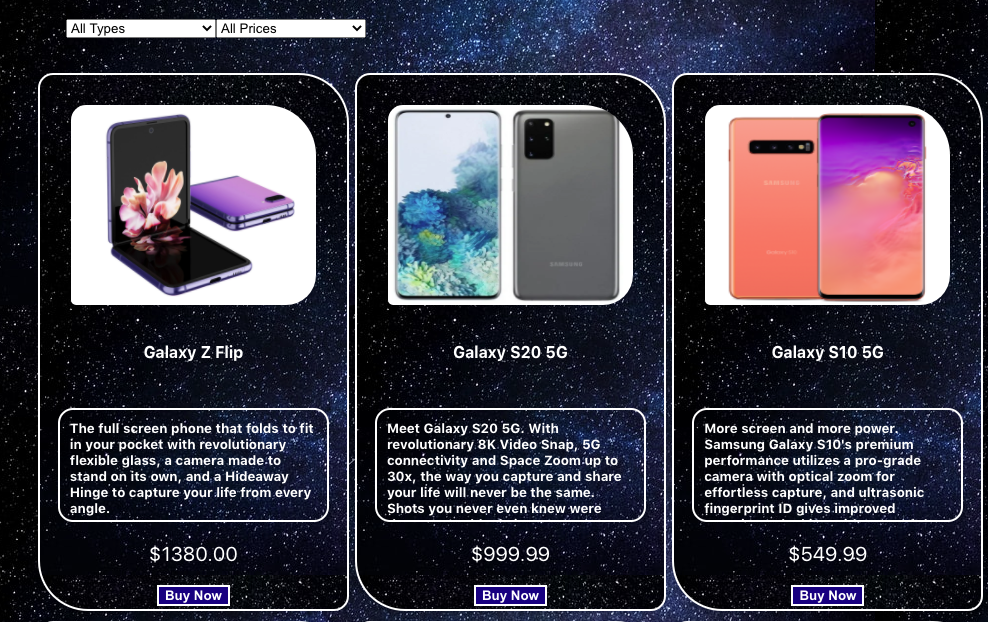 All Types All Prices
SAMSUNG
SAMSUNG
Galaxy Z Flip
Galaxy S20 5G
Galaxy S10 5G
The full screen phone that folds to fit
in your pocket with revolutionary
flexible glass, a camera made to
stand on its own, and a Hideaway
Hinge to capture your life from every
angle.
Meet Galaxy S20 5G. With
revolutionary 8K Video Snap, 5G
connectivity and Space Zoom up to
30x, the way you capture and share
your life will never be the same.
Shots you never even knew were
More screen and more power.
Samsung Galaxy S10's premium
performance utilizes a pro-grade
camera with optical zoom for
effortless capture, and ultrasonic
fingerprint ID gives improved
$1380.00
$999.99
$549.99
Buy Now
Buy Now
Buy Now